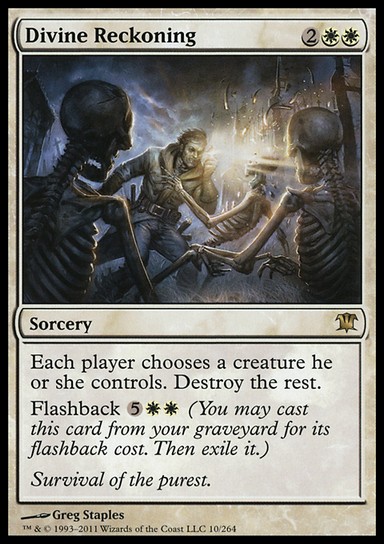 Divine Reckoning 2
Sorcery
Each player chooses a creature he
or she controls. Destroy the rest.
Flashback 5 (You may cast
this card from your graveyard for its
flashback cost. Then exile it.)
Survival of the purest.
Greg Staples
™ & © 1993–2011 Wizards of the Coast LLC 10/264